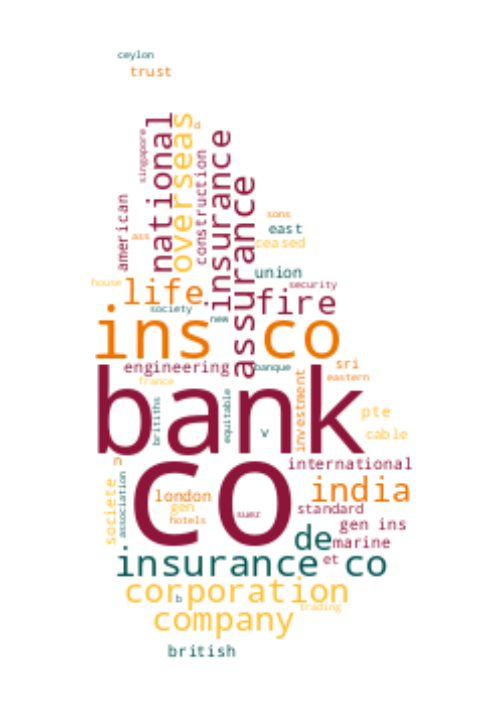 ceylon
trust
national
overseas
d
singapore
insurance
construction
assurance
american
ass
sons
east
ceased
union
house
life
security
fire
society
new
ins co
engineering
banque
sri
eastern
france
bank
investment
britiths
equitable
v
pte
cable
n
co
international
india
societe
association
london
gen
hotels
suez
standard
gen ins
de
marine
insurance co
et
corporation
b
trading
company
british